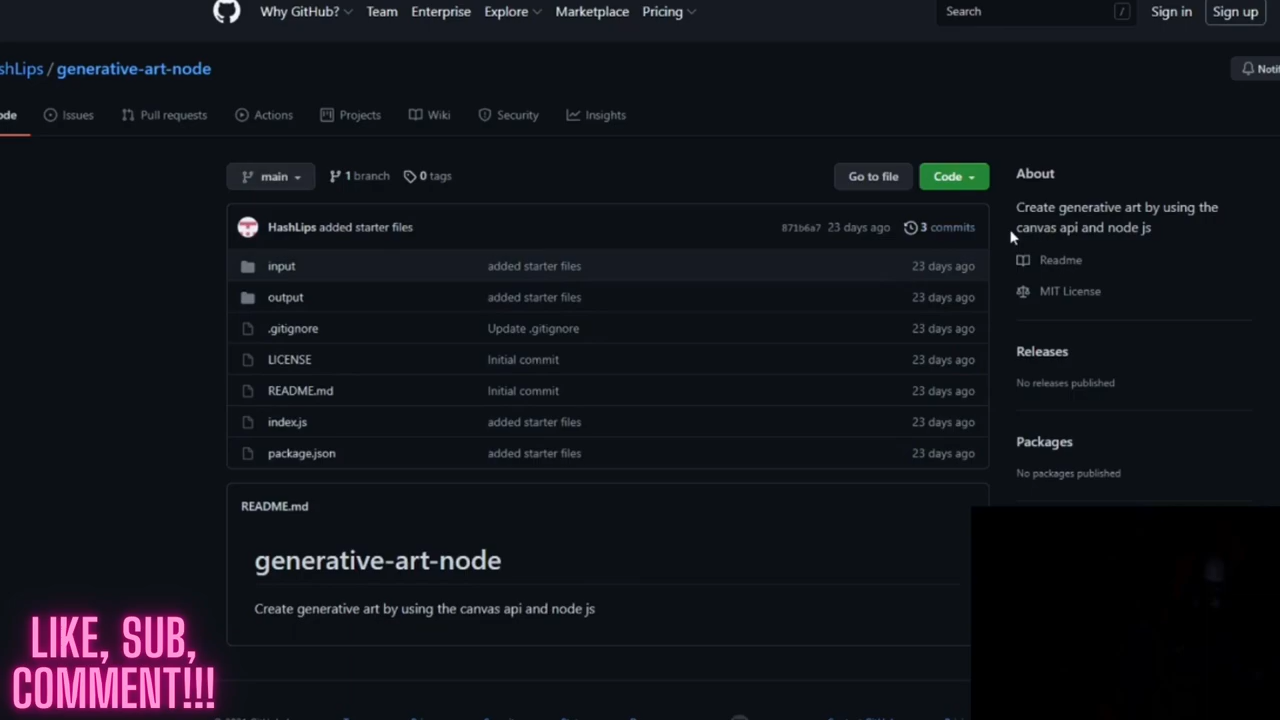 Why GitHub? Team Enterprise Explore Marketplace Pricing Search / Sign in Sign up
shLips / generative-art-node Noti
ode Issues Pull requests Actions Projects Wiki Security Insights
main 1 branch 0 tags Go to file Code
HashLips added starter files 871b6a7 23 days ago 3 commits
input added starter files 23 days ago
output added starter files 23 days ago
.gitignore Update .gitignore 23 days ago
LICENSE Initial commit 23 days ago
README.md Initial commit 23 days ago
index.js added starter files 23 days ago
package.json added starter files 23 days ago
README.md
generative-art-node
Create generative art by using the canvas api and node js
About
Create generative art by using the
canvas api and node js
Readme
MIT License
Releases
No releases published
Packages
No packages published
LIKE, SUB,
COMMENT!!!